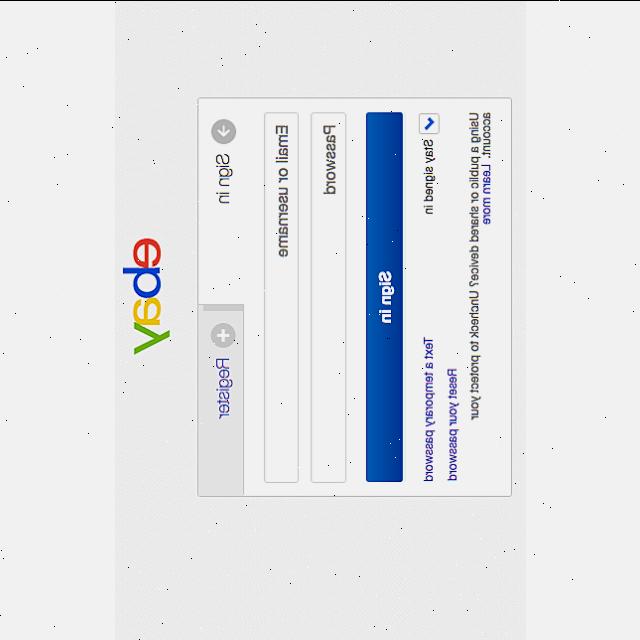 ebay
Sign in
Register
Email or username
Password
Sign in
Stay signed in
Text a temporary password
Reset your password
Using a public or shared device? Uncheck to protect your
account. Learn more